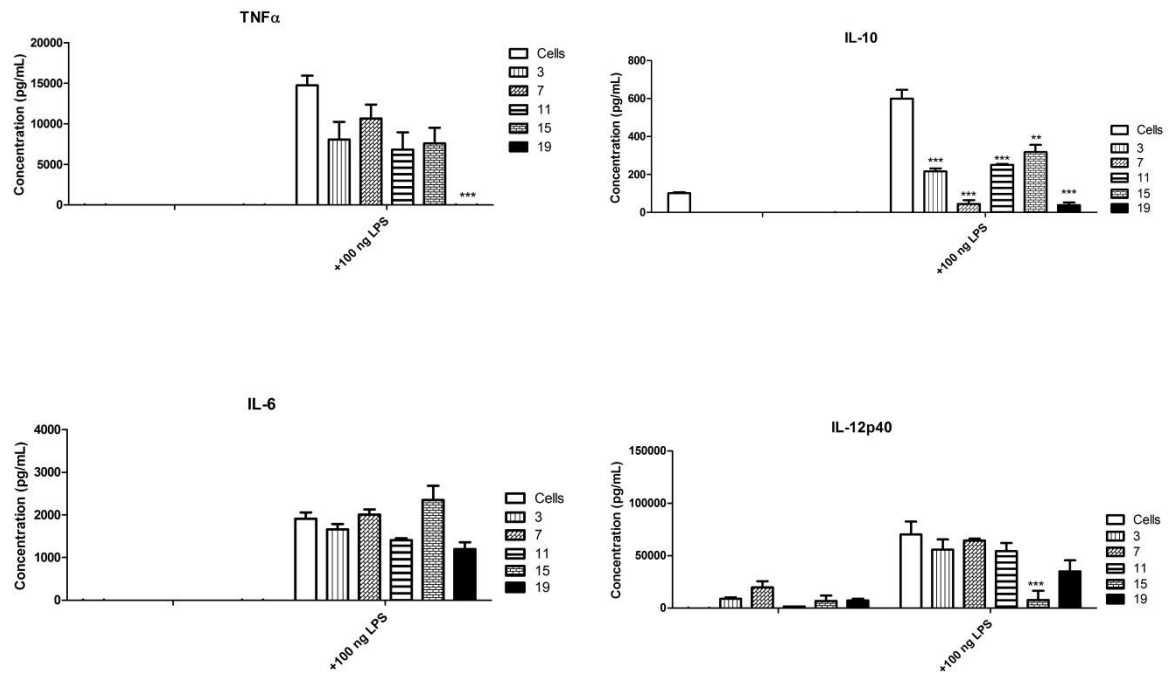 TNFα
Concentration (pg/mL)
20000
15000
10000
5000
0
***
+100 ng LPS
Cells
3
7
11
15
19
IL-10
Concentration (pg/mL)
800
600
400
200
0
***
***
***
**
***
+100 ng LPS
Cells
3
7
11
15
19
IL-6
Concentration (pg/mL)
4000
3000
2000
1000
0
+100 ng LPS
Cells
3
7
11
15
19
IL-12p40
Concentration (pg/mL)
150000
100000
50000
0
***
+100 ng LPS
Cells
3
7
11
15
19